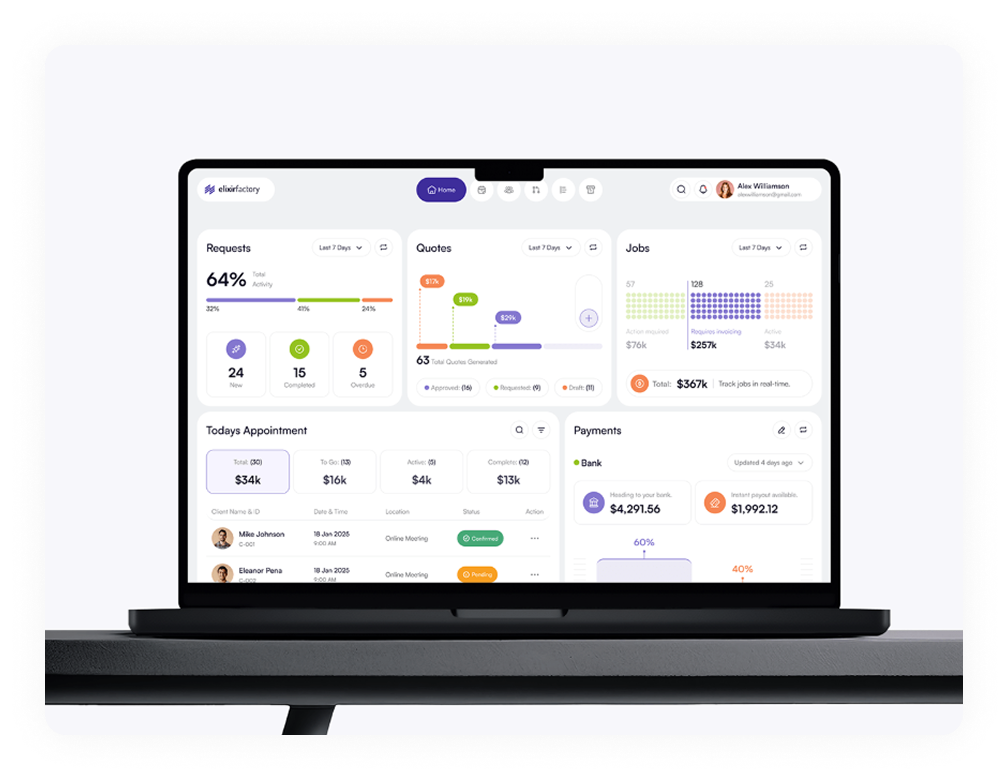 elixirfactory
Home
Alex Williamson
alexwilliamson@gmail.com
Requests
Last 7 Days
64%
Total
Activity
32% 41% 24%
24
New
15
Completed
5
Overdue
Quotes
Last 7 Days
$17k
$19k
$29k
63 Total Quotes Generated
Approved: (16)
Requested: (9)
Draft: (11)
Jobs
Last 7 Days
57 128 25
Action required Requires invoicing Active
$76k $257k $34k
Total: $367k Track jobs in real-time.
Todays Appointment
Total: (30) To Go: (13) Active: (5) Complete: (12)
$34k $16k $4k $13k
Client Name & ID Date & Time Location Status Action
Mike Johnson
C-001
18 Jan 2025
9:00 AM
Online Meeting
Confirmed
Eleanor Pena
C-002
18 Jan 2025
9:00 AM
Online Meeting
Pending
Payments
Bank
Updated 4 days ago
Heading to your bank.
$4,291.56
Instant payout available.
$1,992.12
60%
40%